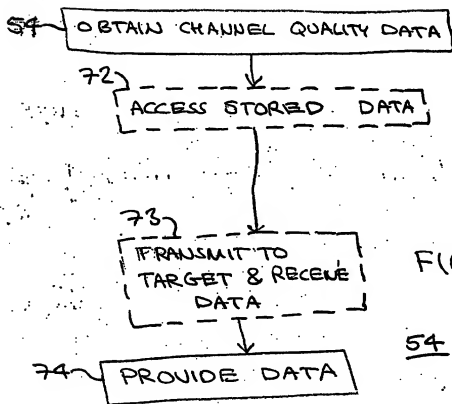 54
OBTAIN CHANNEL QUALITY DATA
72
ACCESS STORED DATA
73
TRANSMIT TO
TARGET & RECEIVE
DATA
54
74
PROVIDE DATA